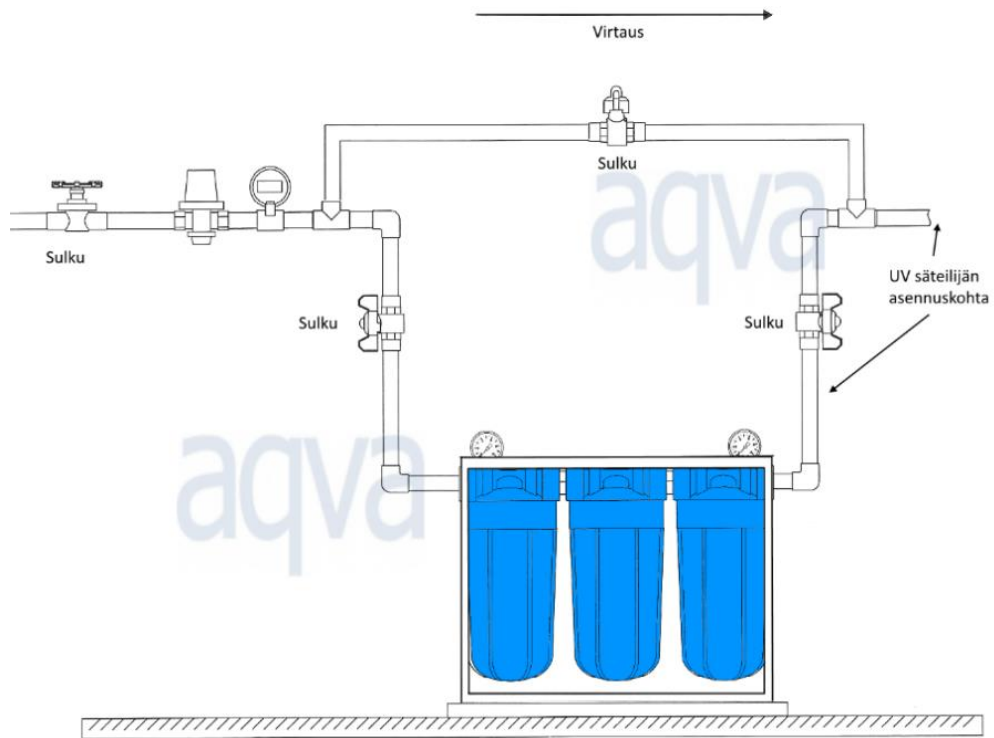 Virtaus
Sulku
aqva
Sulku
UV säteilijän
asennuskohta
Sulku
Sulku
aqva